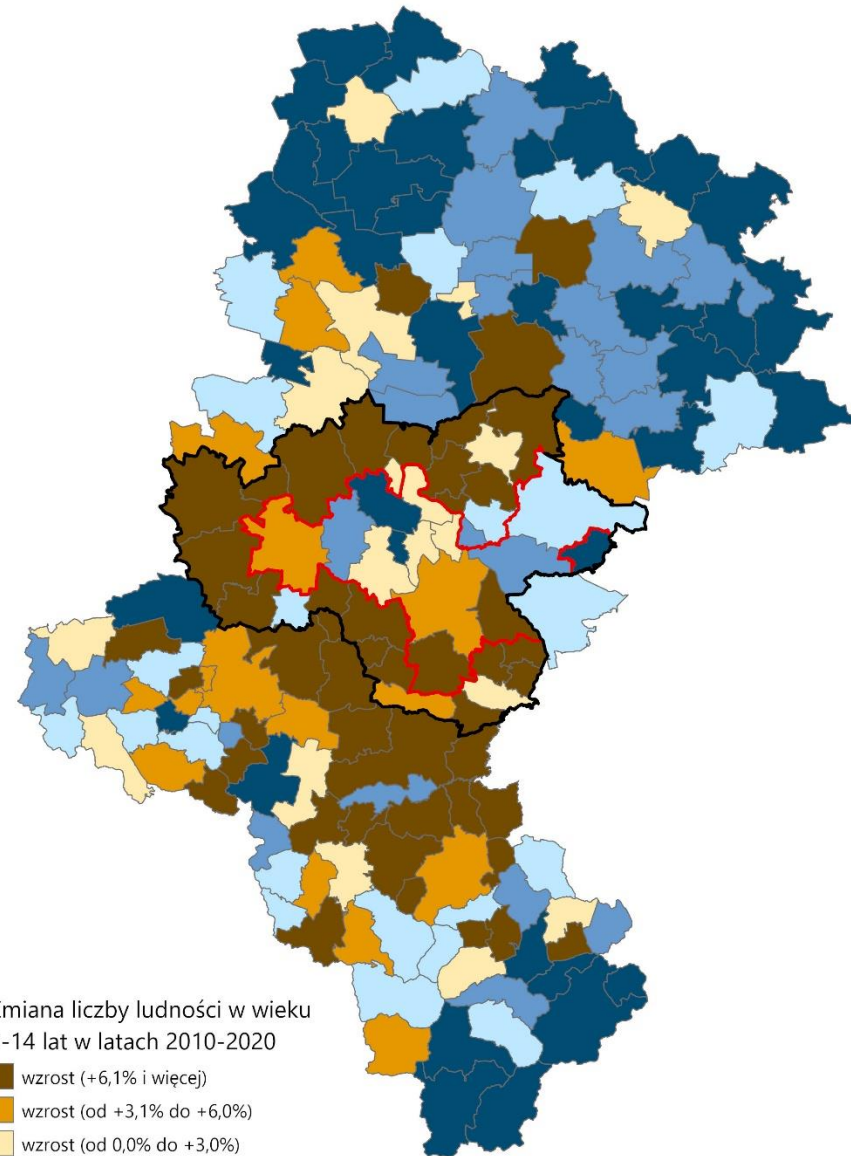 miana liczby ludności w wieku
-14 lat w latach 2010-2020
wzrost (+6,1% i więcej)
wzrost (od +3,1% do +6,0%)
wzrost (od 0,0% do +3,0%)